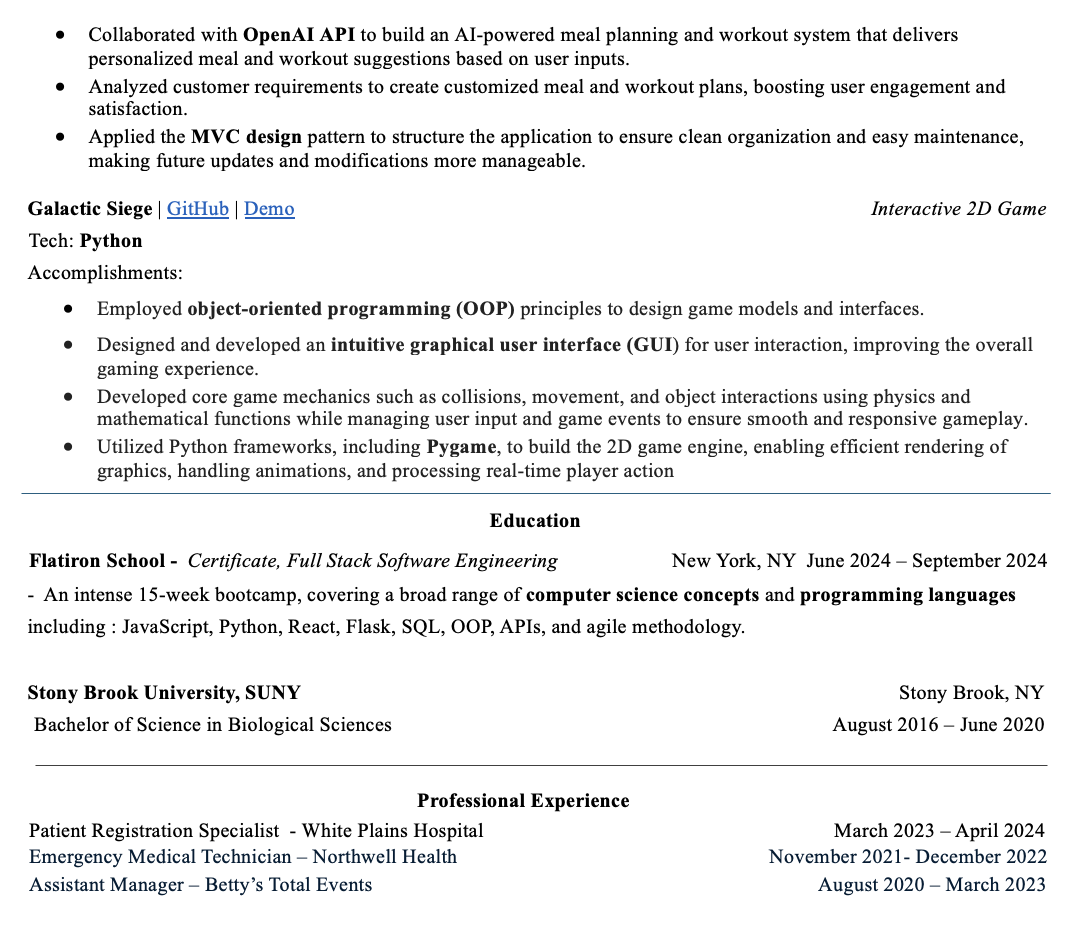 • Collaborated with OpenAI API to build an AI-powered meal planning and workout system that delivers
personalized meal and workout suggestions based on user inputs.
• Analyzed customer requirements to create customized meal and workout plans, boosting user engagement and
satisfaction.
• Applied the MVC design pattern to structure the application to ensure clean organization and easy maintenance,
making future updates and modifications more manageable.
Galactic Siege | GitHub | Demo Interactive 2D Game
Tech: Python
Accomplishments:
• Employed object-oriented programming (OOP) principles to design game models and interfaces.
• Designed and developed an intuitive graphical user interface (GUI) for user interaction, improving the overall
gaming experience.
• Developed core game mechanics such as collisions, movement, and object interactions using physics and
mathematical functions while managing user input and game events to ensure smooth and responsive gameplay.
• Utilized Python frameworks, including Pygame, to build the 2D game engine, enabling efficient rendering of
graphics, handling animations, and processing real-time player action
Education
Flatiron School - Certificate, Full Stack Software Engineering New York, NY June 2024 – September 2024
- An intense 15-week bootcamp, covering a broad range of computer science concepts and programming languages
including : JavaScript, Python, React, Flask, SQL, OOP, APIs, and agile methodology.
Stony Brook University, SUNY Stony Brook, NY
Bachelor of Science in Biological Sciences August 2016 – June 2020
Professional Experience
Patient Registration Specialist - White Plains Hospital March 2023 – April 2024
Emergency Medical Technician – Northwell Health November 2021- December 2022
Assistant Manager – Betty’s Total Events August 2020 – March 2023